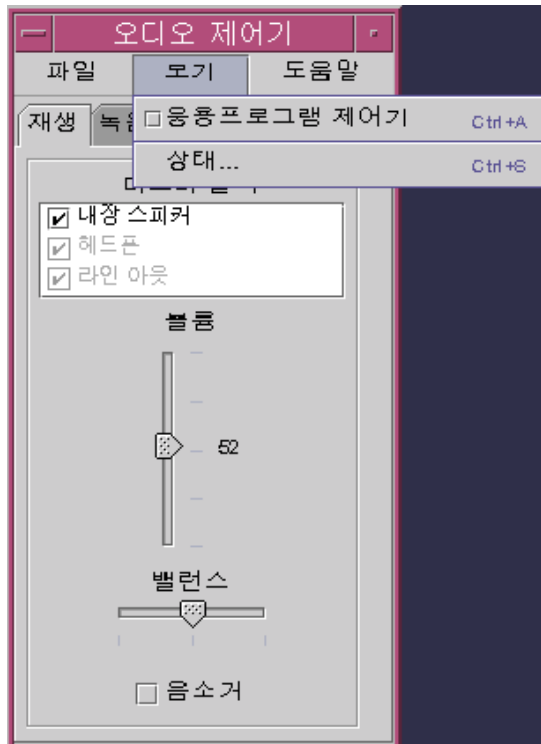 오디오 제어기
파일 보기 도움말
재생
응용프로그램 제어기 Ctrl+A
상태... Ctrl+S
내장 스피커
헤드폰
라인 아웃
볼륨
52
밸런스
음소거